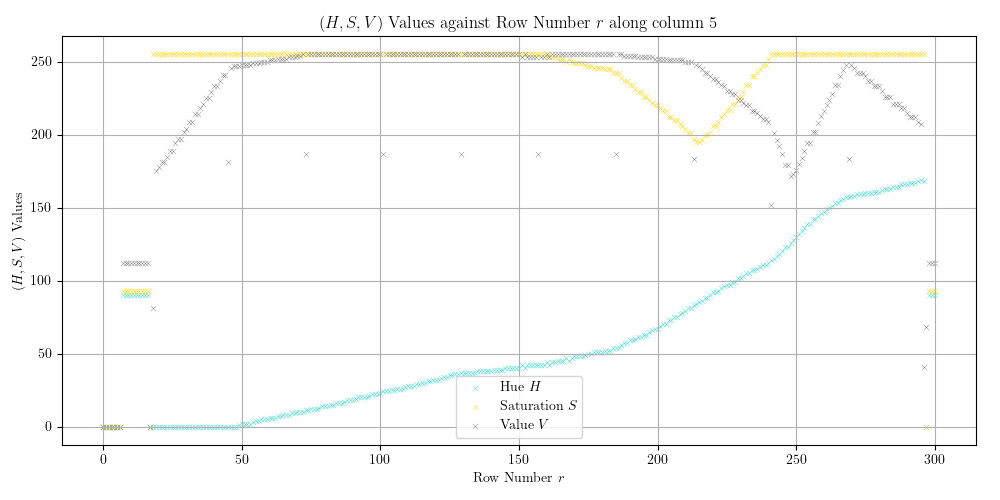 (H, S, V) Values against Row Number r along column 5
(H, S, V) Values
250
200
150
100
50
0
0 50 100 150 200 250 300
Row Number r
Hue H
Saturation S
Value V